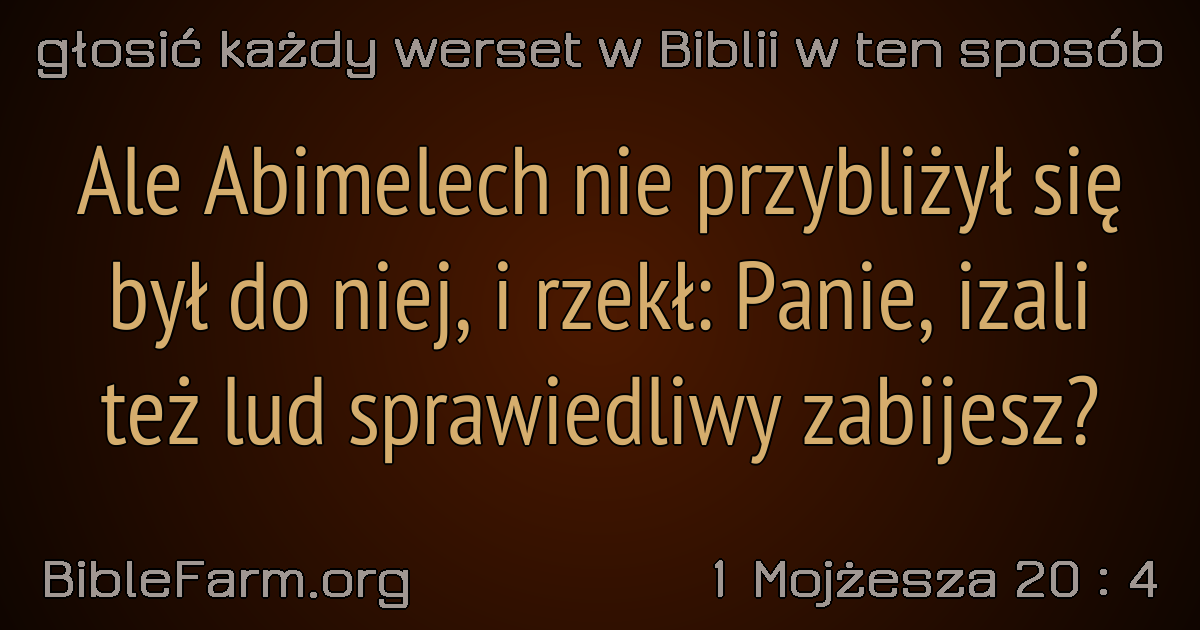 głosić każdy werset w Biblii w ten sposób
Ale Abimelech nie przybliżył się
był do niej, i rzekł: Panie, izali
też lud sprawiedliwy zabijesz?
BibleFarm.org
1 Mojżesza 20 : 4